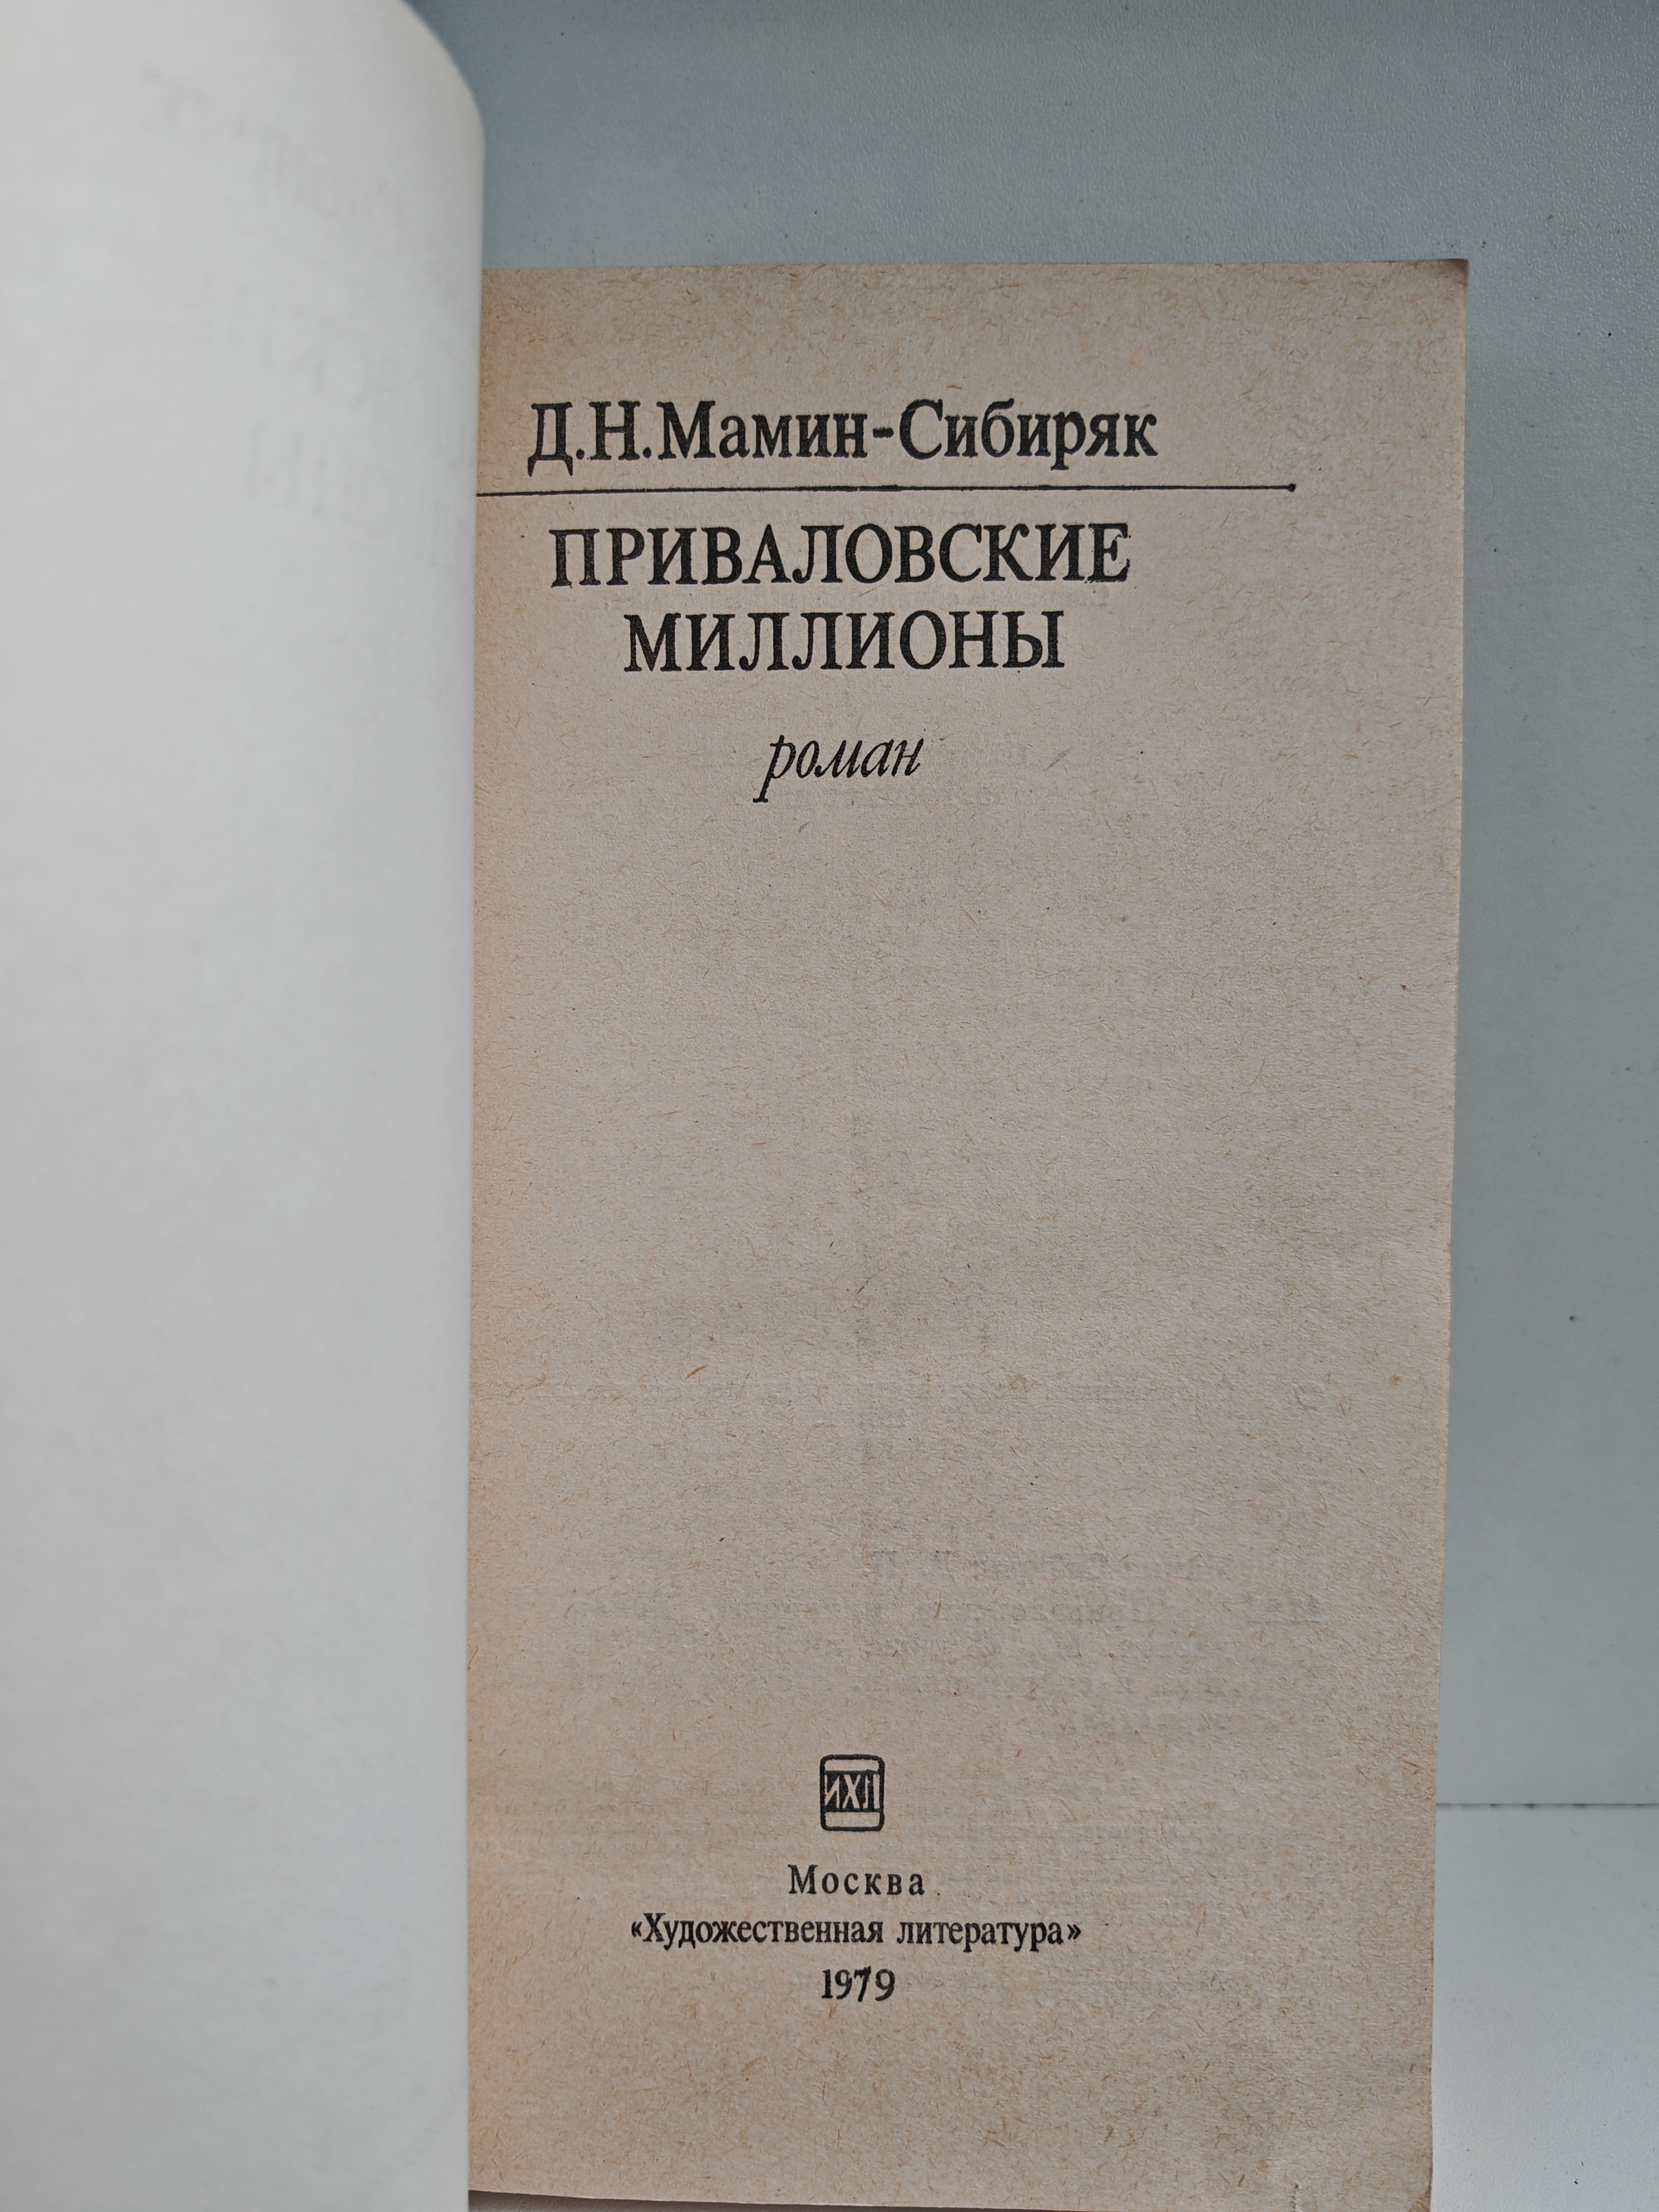 Д.Н.Мамин-Сибиряк
ПРИВАЛОВСКИЕ
МИЛЛИОНЫ
роман
ИХЛ
Москва
«Художественная литература»
1979